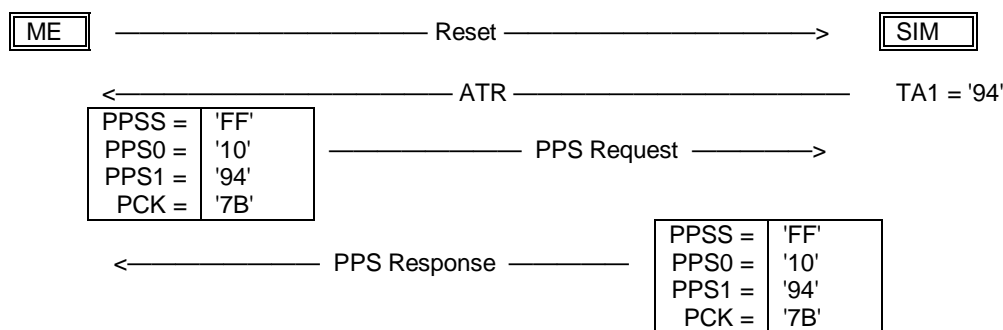 ME Reset SIM
ATR TA1 = '94'
PPSS = 'FF'
PPS0 = '10' PPS Request
PPS1 = '94'
PCK = '7B'
PPSS = 'FF'
PPS Response PPS0 = '10'
PPS1 = '94'
PCK = '7B'